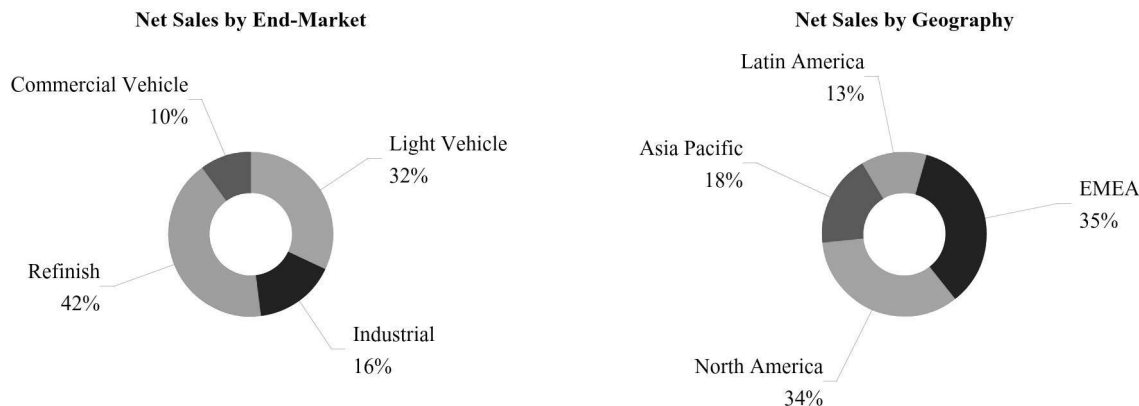 Net Sales by End-Market
Commercial Vehicle
10%
Light Vehicle
32%
Refinish
42%
Industrial
16%
Net Sales by Geography
Latin America
13%
Asia Pacific
18%
EMEA
35%
North America
34%